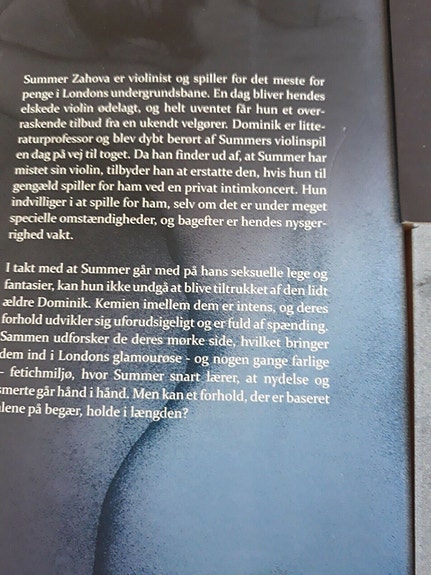 Summer Zahova er violinist og spiller for det meste for
penge i Londons undergrundsbane. En dag bliver hendes
elskede violin ødelagt, og helt uventet får hun et over-
raskende tilbud fra en ukendt velgører. Dominik er litte-
raturprofessor og blev dybt berørt af Summers violinspil
en dag på vej til toget. Da han finder ud af, at Summer har
mistet sin violin, tilbyder han at erstatte den, hvis hun til
gengæld spiller for ham ved en privat intimkoncert. Hun
indvilliger i at spille for ham, selv om det er under meget
specielle omstændigheder, og bagefter er hendes nysger-
righed vakt.
I takt med at Summer går med på hans seksuelle lege og
fantasier, kan hun ikke undgå at blive tiltrukket af den lidt
ældre Dominik. Kemien imellem dem er intens, og deres
forhold udvikler sig uforudsigeligt og er fuld af spænding.
Sammen udforsker de deres mørke side, hvilket bringer
dem ind i Londons glamourøse - og nogen gange farlige
- fetichmiljø, hvor Summer snart lærer, at nydelse og
smerte går hånd i hånd. Men kan et forhold, der er baseret
alene på begær, holde i længden?